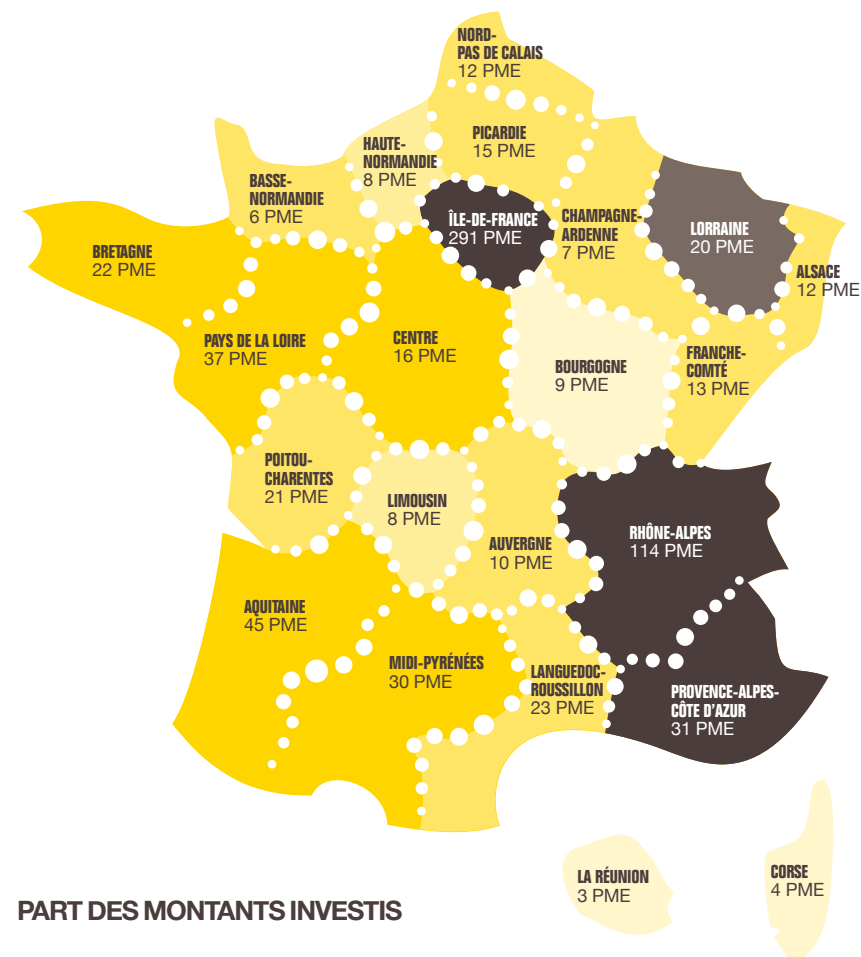 NORD-
PAS DE CALAIS
12 PME
PICARDIE
15 PME
HAUTE-
NORMANDIE
8 PME
BASSE-
NORMANDIE
6 PME
ÎLE-DE-FRANCE
291 PME
CHAMPAGNE-
ARDENNE
7 PME
LORRAINE
20 PME
ALSACE
12 PME
BRETAGNE
22 PME
PAYS DE LA LOIRE
37 PME
CENTRE
16 PME
BOURGOGNE
9 PME
FRANCHE-
COMTÉ
13 PME
POITOU-
CHARENTES
21 PME
LIMOUSIN
8 PME
AUVERGNE
10 PME
RHÔNE-ALPES
114 PME
AQUITAINE
45 PME
MIDI-PYRÉNÉES
30 PME
LANGUEDOC-
ROUSSILLON
23 PME
PROVENCE-ALPES-
CÔTE D'AZUR
31 PME
LA RÉUNION
3 PME
CORSE
4 PME
PART DES MONTANTS INVESTIS